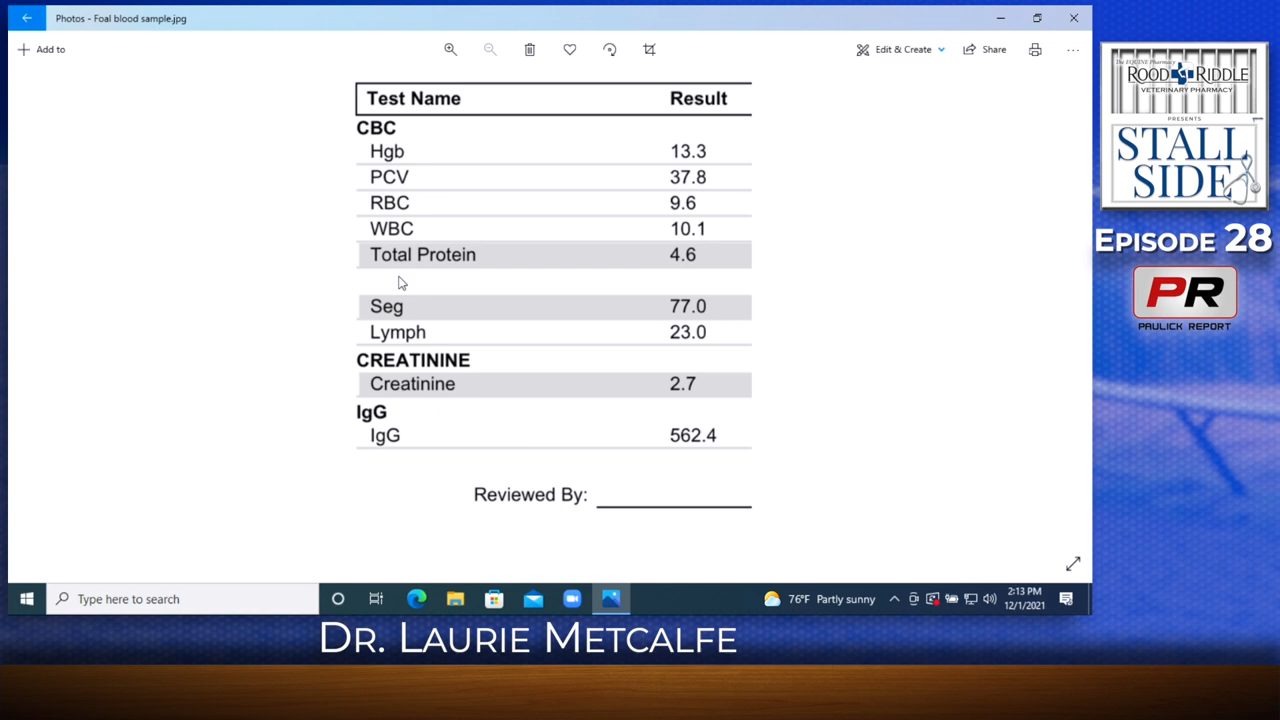 Photos - Foal blood sample.jpg
Add to
Edit & Create
Share
Test Name Result
CBC
Hgb 13.3
PCV 37.8
RBC 9.6
WBC 10.1
Total Protein 4.6
Seg 77.0
Lymph 23.0
CREATININE
Creatinine 2.7
IgG
IgG 562.4
Reviewed By:
Type here to search
76°F Partly sunny
2:13 PM
12/1/2021
The EQUINE Pharmacy
ROOD & RIDDLE
VETERINARY PHARMACY
PRESENTS
STALL
SIDE
EPISODE 28
PR
PAULICK REPORT
DR. LAURIE METCALFE